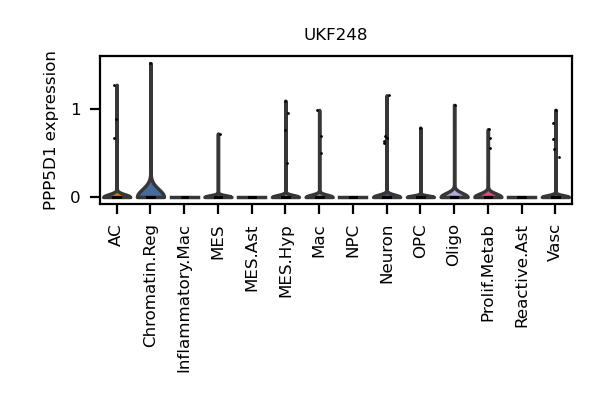 UKF248
PPP5D1 expression
1
0
AC
Chromatin.Reg
Inflammatory.Mac
MES
MES.Ast
MES.Hyp
Mac
NPC
Neuron
OPC
Oligo
Prolif.Metab
Reactive.Ast
Vasc